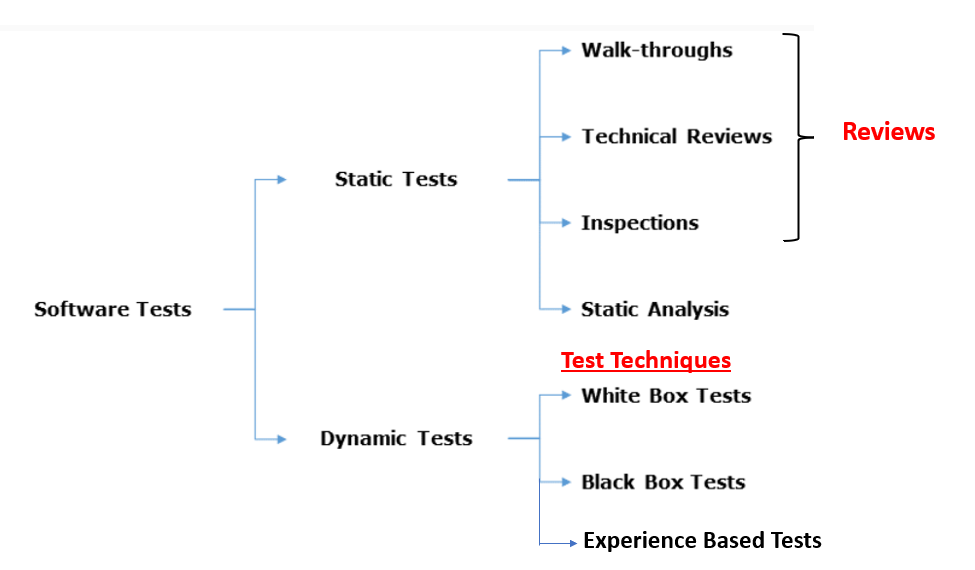 Walk-throughs
Technical Reviews
Reviews
Static Tests
Inspections
Software Tests
Static Analysis
Test Techniques
White Box Tests
Dynamic Tests
Black Box Tests
Experience Based Tests